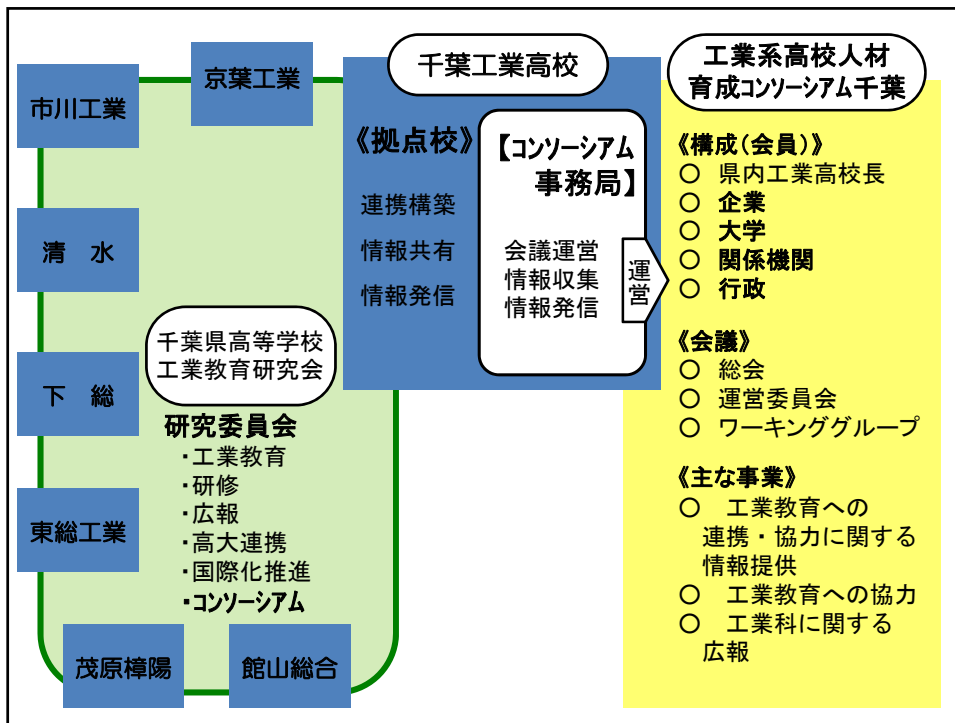 京葉工業
市川工業
清　水
下　総
東総工業
茂原樟陽
館山総合
千葉県高等学校
工業教育研究会
研究委員会
・工業教育
・研修
・広報
・高大連携
・国際化推進
・コンソーシアム
千葉工業高校
《拠点校》
連携構築
情報共有
情報発信
【コンソーシアム
事務局】
会議運営
情報収集
情報発信
運営
工業系高校人材
育成コンソーシアム千葉
《構成（会員）》
○　県内工業高校長
○　企業
○　大学
○　関係機関
○　行政
《会議》
○　総会
○　運営委員会
○　ワーキンググループ
《主な事業》
○　工業教育への
連携・協力に関する
情報提供
○　工業教育への協力
○　工業科に関する
広報